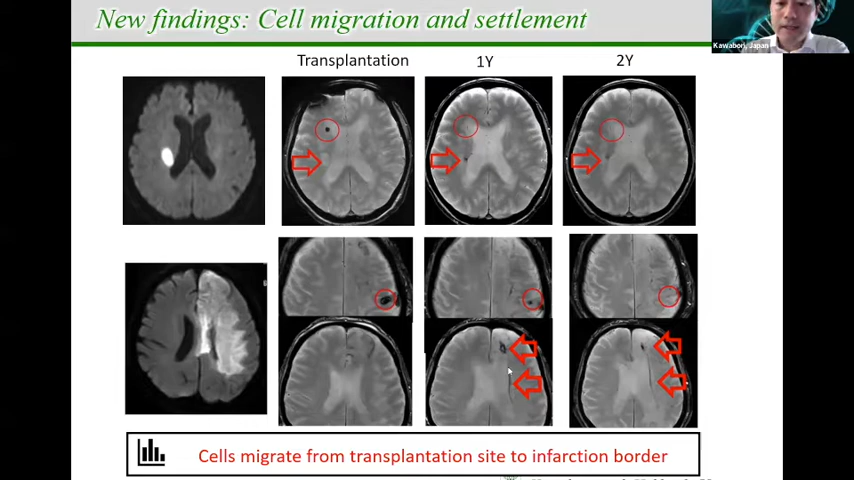 New findings: Cell migration and settlement
Kawabori, Japan
Transplantation
1Y
2Y
Cells migrate from transplantation site to infarction border